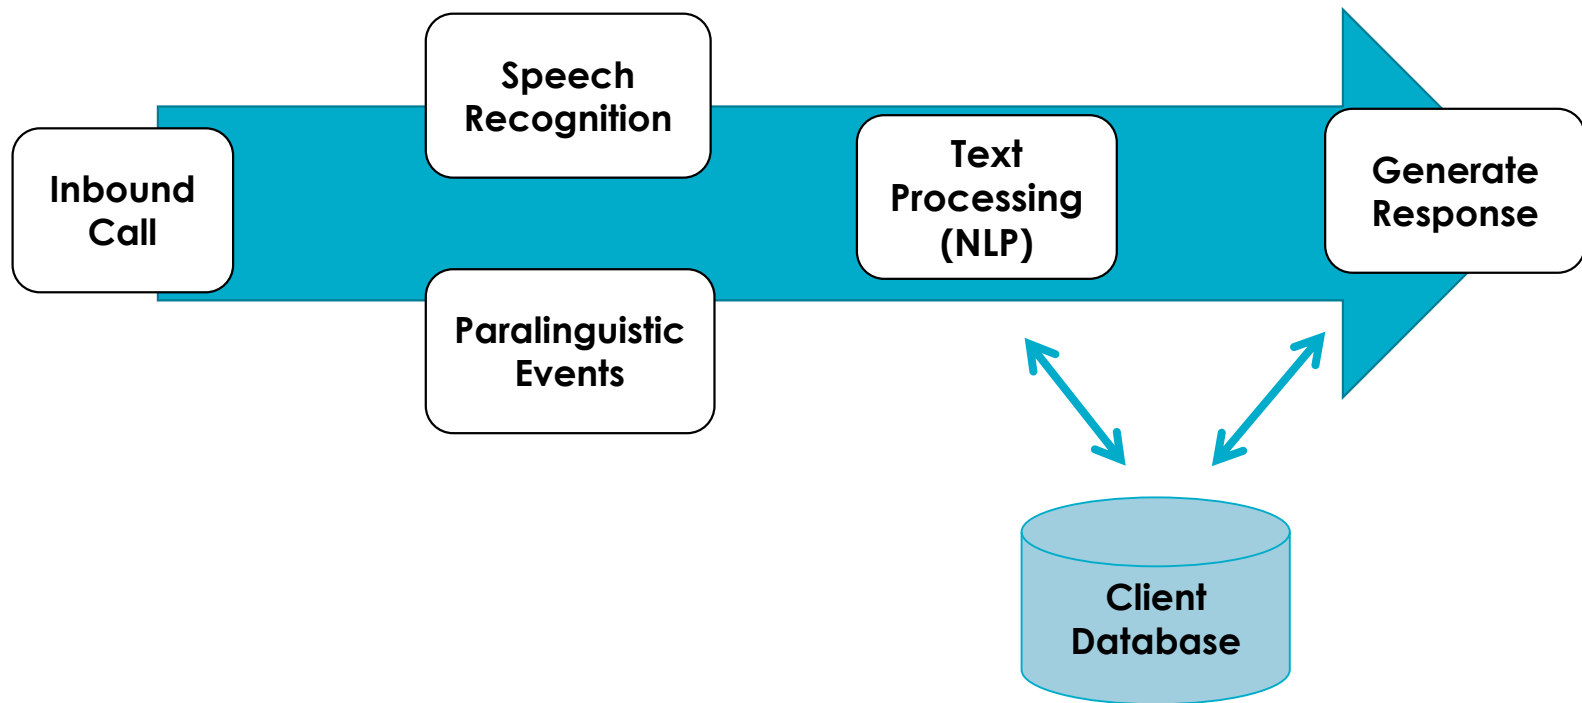 Inbound
Call
Speech
Recognition
Paralinguistic
Events
Text
Processing
(NLP)
Generate
Response
Client
Database